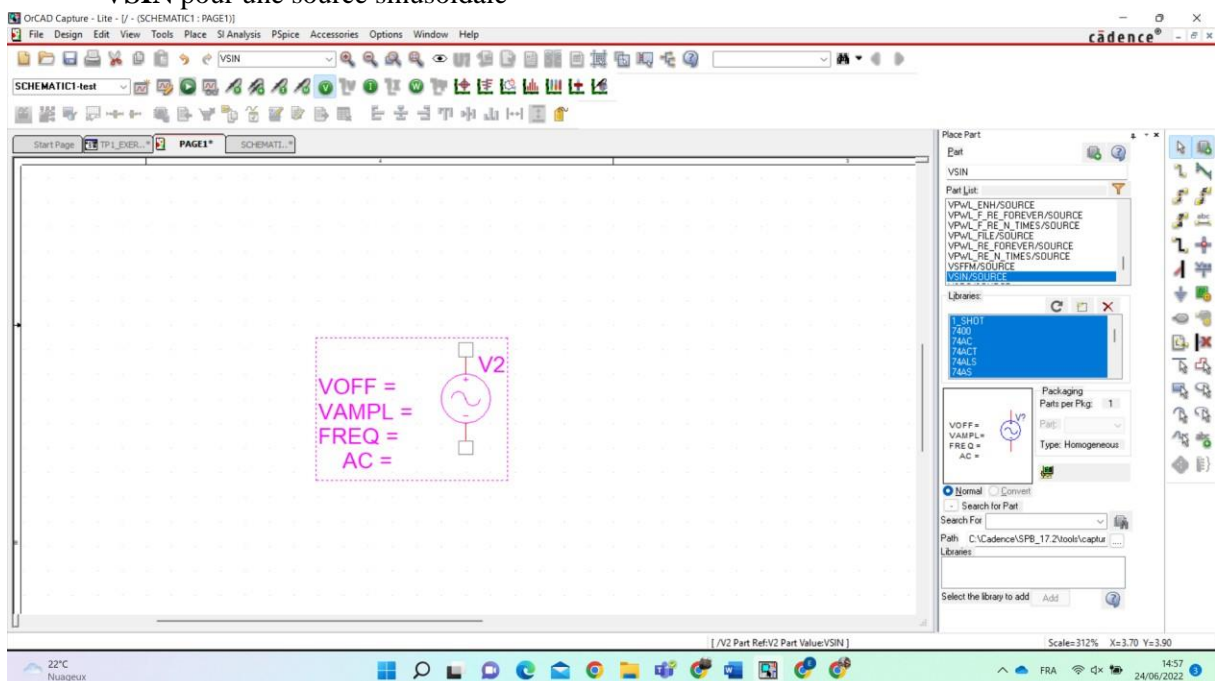 VSIN pour une source sinusoïdale
OrCAD Capture - Lite - [/ - (SCHEMATIC1 : PAGE1)]
File Design Edit View Tools Place SI Analysis PSpice Accessories Options Window Help
cādence®
VSIN
SCHEMATIC1-test
Start Page TP1_EXER...* PAGE1* SCHEMATI...*
Place Part
Part
VSIN
Part List:
VPWL_ENH/SOURCE
VPWL_F_RE_FOREVER/SOURCE
VPWL_F_RE_N_TIMES/SOURCE
VPWL_FILE/SOURCE
VPWL_RE_FOREVER/SOURCE
VPWL_RE_N_TIMES/SOURCE
VSFFM/SOURCE
VSIN/SOURCE
Libraries:
1_SHOT
7400
74AC
74ACT
74ALS
74AS
V2
VOFF =
VAMPL =
FREQ =
AC =
Packaging
Parts per Pkg: 1
Part:
Type: Homogeneous
V?
VOFF =
VAMPL =
FREQ =
AC =
Normal Convert
Search for Part
Search For
Path C:\Cadence\SPB_17.2\tools\captur ....
Libraries
Select the library to add Add
[ /V2 Part Ref:V2 Part Value:VSIN ] Scale=312% X=3.70 Y=3.90
22°C
Nuageux
FRA
14:57
24/06/2022
3